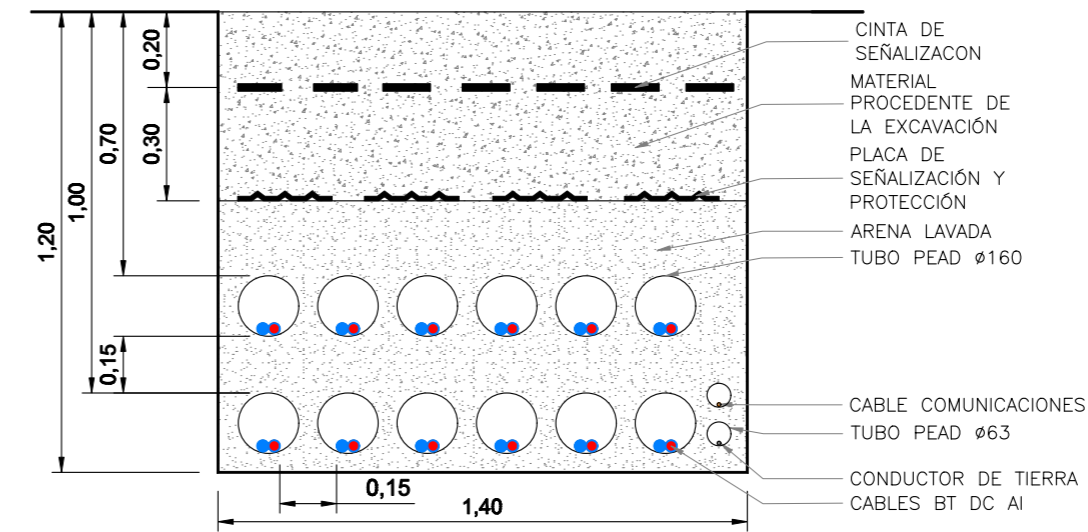 0,20
0,30
0,70
1,00
1,20
0,15
0,15
1,40
CINTA DE
SEÑALIZACON
MATERIAL
PROCEDENTE DE
LA EXCAVACIÓN
PLACA DE
SEÑALIZACIÓN Y
PROTECCIÓN
ARENA LAVADA
TUBO PEAD Ø160
CABLE COMUNICACIONES
TUBO PEAD Ø63
CONDUCTOR DE TIERRA
CABLES BT DC Al